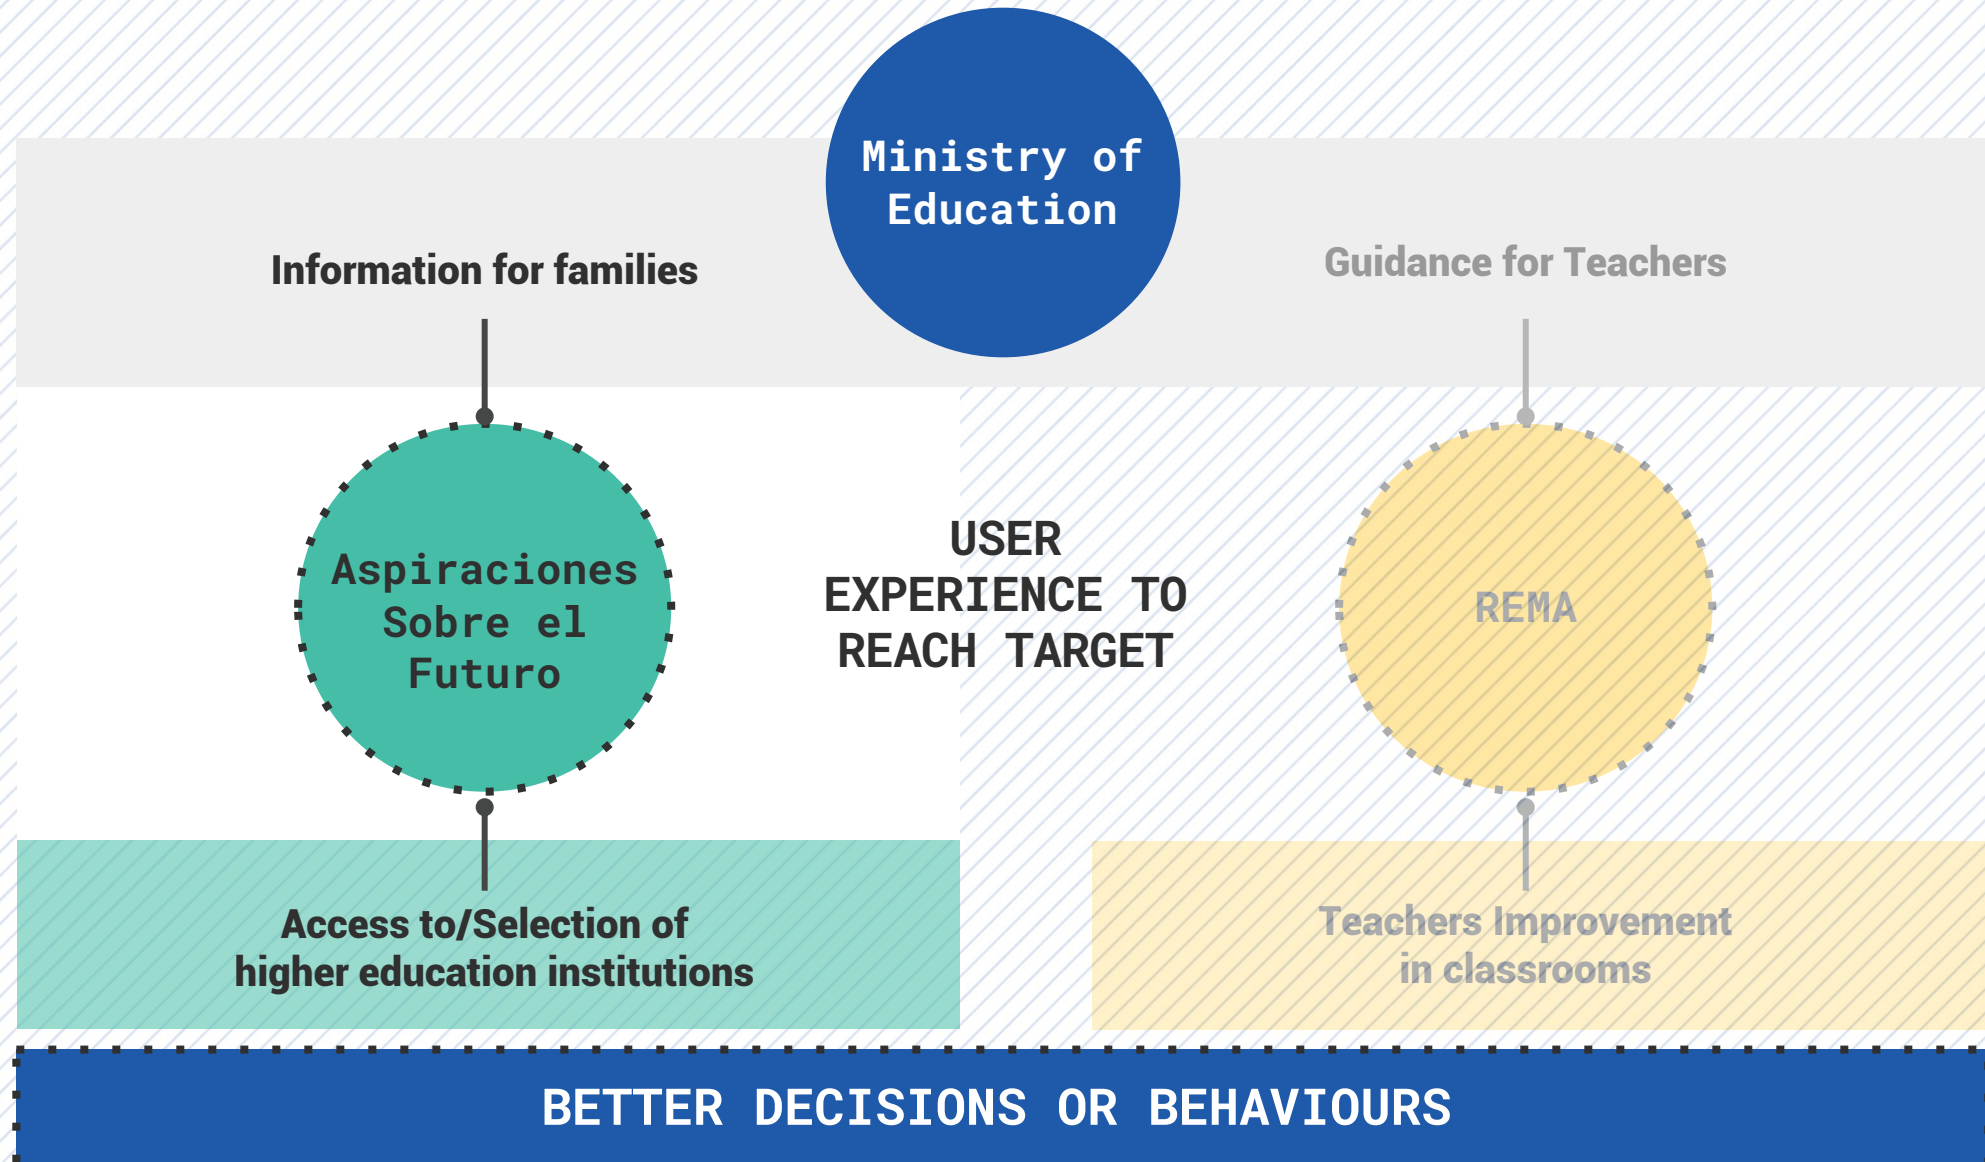 Ministry of
Education
Information for families
Guidance for Teachers
Aspiraciones
Sobre el
Futuro
USER
EXPERIENCE TO
REACH TARGET
REMA
Access to/Selection of
higher education institutions
Teachers Improvement
in classrooms
BETTER DECISIONS OR BEHAVIOURS